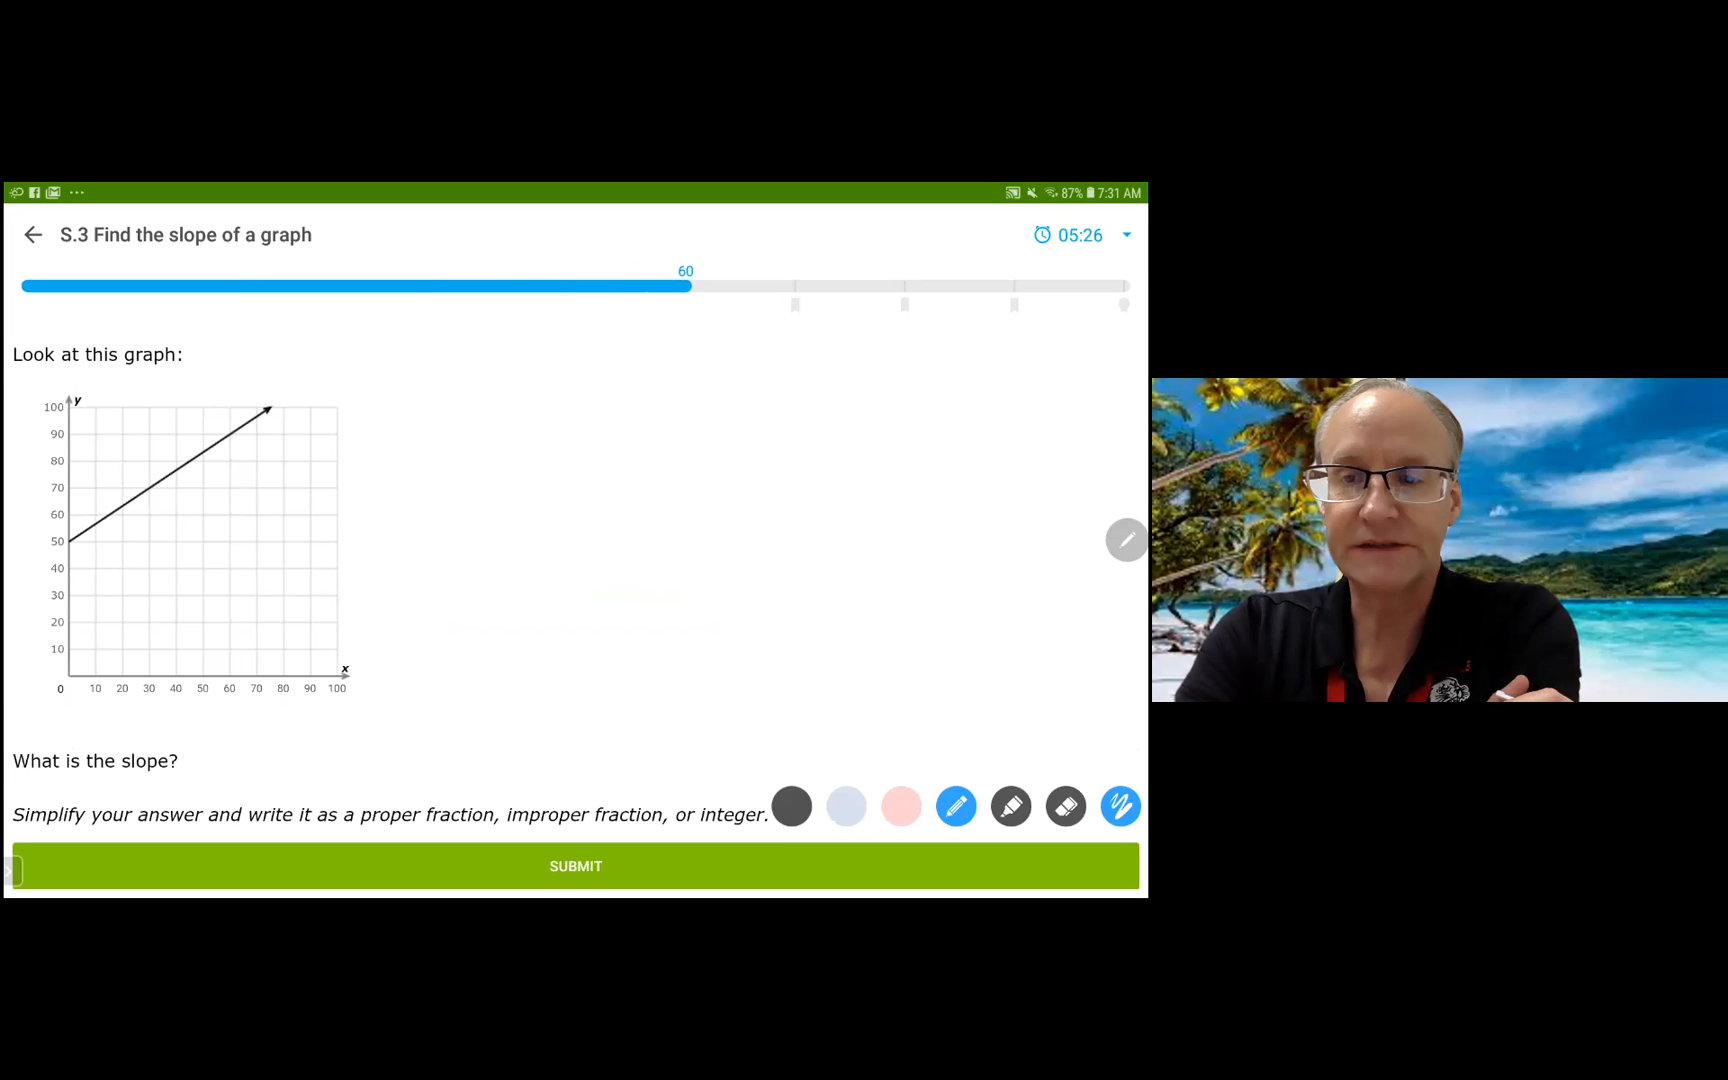 87% 7:31 AM
S.3 Find the slope of a graph
05:26
60
Look at this graph:
y
100
90
80
70
60
50
40
30
20
10
x
0 10 20 30 40 50 60 70 80 90 100
What is the slope?
Simplify your answer and write it as a proper fraction, improper fraction, or integer.
SUBMIT